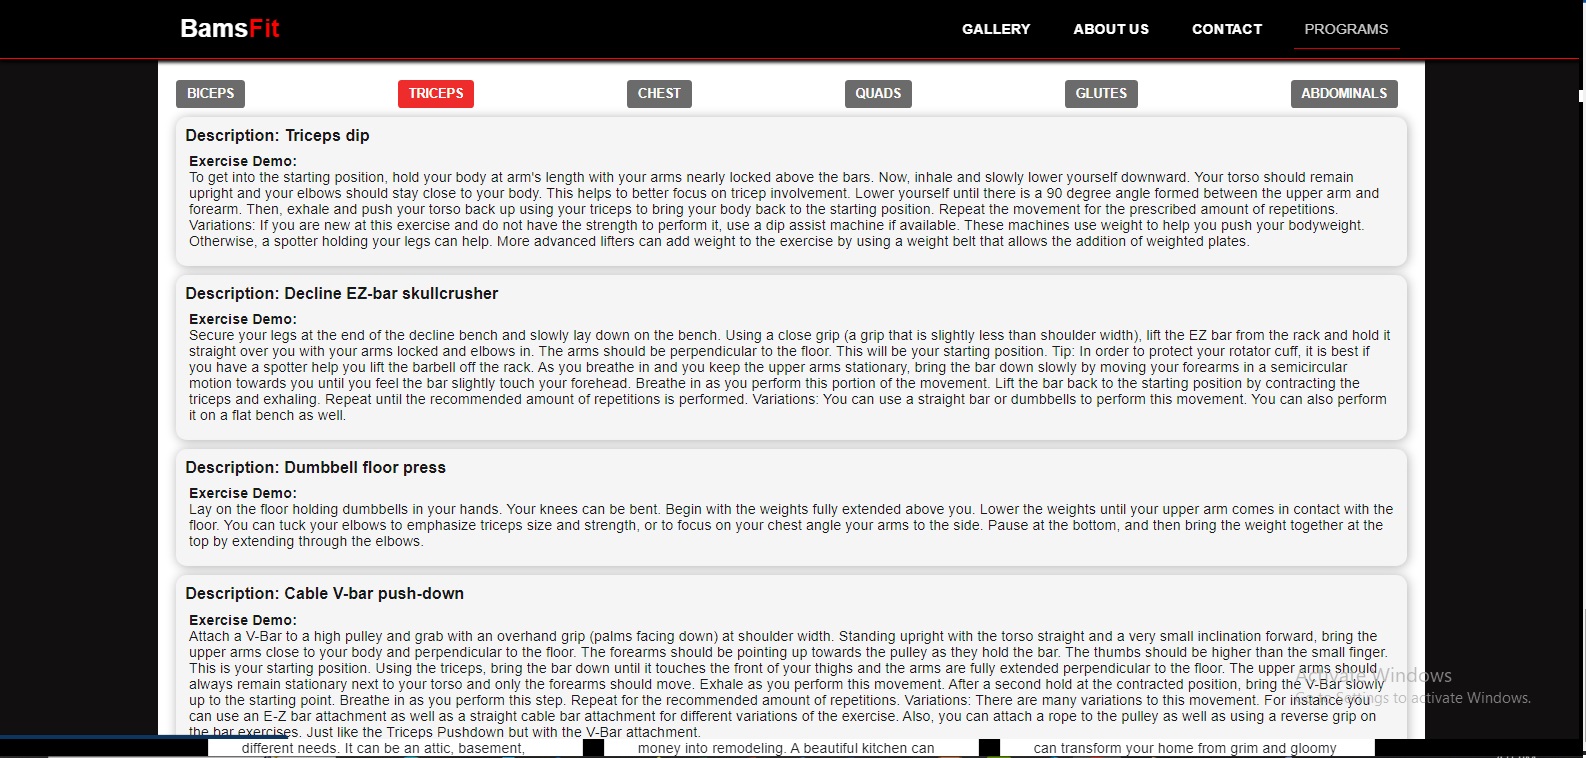 BamsFit
GALLERY ABOUT US CONTACT PROGRAMS
BICEPS TRICEPS CHEST QUADS GLUTES ABDOMINALS
Description: Triceps dip
Exercise Demo:
To get into the starting position, hold your body at arm's length with your arms nearly locked above the bars. Now, inhale and slowly lower yourself downward. Your torso should remain
upright and your elbows should stay close to your body. This helps to better focus on tricep involvement. Lower yourself until there is a 90 degree angle formed between the upper arm and
forearm. Then, exhale and push your torso back up using your triceps to bring your body back to the starting position. Repeat the movement for the prescribed amount of repetitions.
Variations: If you are new at this exercise and do not have the strength to perform it, use a dip assist machine if available. These machines use weight to help you push your bodyweight.
Otherwise, a spotter holding your legs can help. More advanced lifters can add weight to the exercise by using a weight belt that allows the addition of weighted plates.
Description: Decline EZ-bar skullcrusher
Exercise Demo:
Secure your legs at the end of the decline bench and slowly lay down on the bench. Using a close grip (a grip that is slightly less than shoulder width), lift the EZ bar from the rack and hold it
straight over you with your arms locked and elbows in. The arms should be perpendicular to the floor. This will be your starting position. Tip: In order to protect your rotator cuff, it is best if
you have a spotter help you lift the barbell off the rack. As you breathe in and you keep the upper arms stationary, bring the bar down slowly by moving your forearms in a semicircular
motion towards you until you feel the bar slightly touch your forehead. Breathe in as you perform this portion of the movement. Lift the bar back to the starting position by contracting the
triceps and exhaling. Repeat until the recommended amount of repetitions is performed. Variations: You can use a straight bar or dumbbells to perform this movement. You can also perform
it on a flat bench as well.
Description: Dumbbell floor press
Exercise Demo:
Lay on the floor holding dumbbells in your hands. Your knees can be bent. Begin with the weights fully extended above you. Lower the weights until your upper arm comes in contact with the
floor. You can tuck your elbows to emphasize triceps size and strength, or to focus on your chest angle your arms to the side. Pause at the bottom, and then bring the weight together at the
top by extending through the elbows.
Description: Cable V-bar push-down
Exercise Demo:
Attach a V-Bar to a high pulley and grab with an overhand grip (palms facing down) at shoulder width. Standing upright with the torso straight and a very small inclination forward, bring the
upper arms close to your body and perpendicular to the floor. The forearms should be pointing up towards the pulley as they hold the bar. The thumbs should be higher than the small finger.
This is your starting position. Using the triceps, bring the bar down until it touches the front of your thighs and the arms are fully extended perpendicular to the floor. The upper arms should
always remain stationary next to your torso and only the forearms should move. Exhale as you perform this movement. After a second hold at the contracted position, bring the V-Bar slowly
up to the starting point. Breathe in as you perform this step. Repeat for the recommended amount of repetitions. Variations: There are many variations to this movement. For instance you
can use an E-Z bar attachment as well as a straight cable bar attachment for different variations of the exercise. Also, you can attach a rope to the pulley as well as using a reverse grip on
the bar exercises. Just like the Triceps Pushdown but with the V-Bar attachment.
Activate Windows
Go to Settings to activate Windows.
different needs. It can be an attic, basement,
money into remodeling. A beautiful kitchen can
can transform your home from grim and gloomy